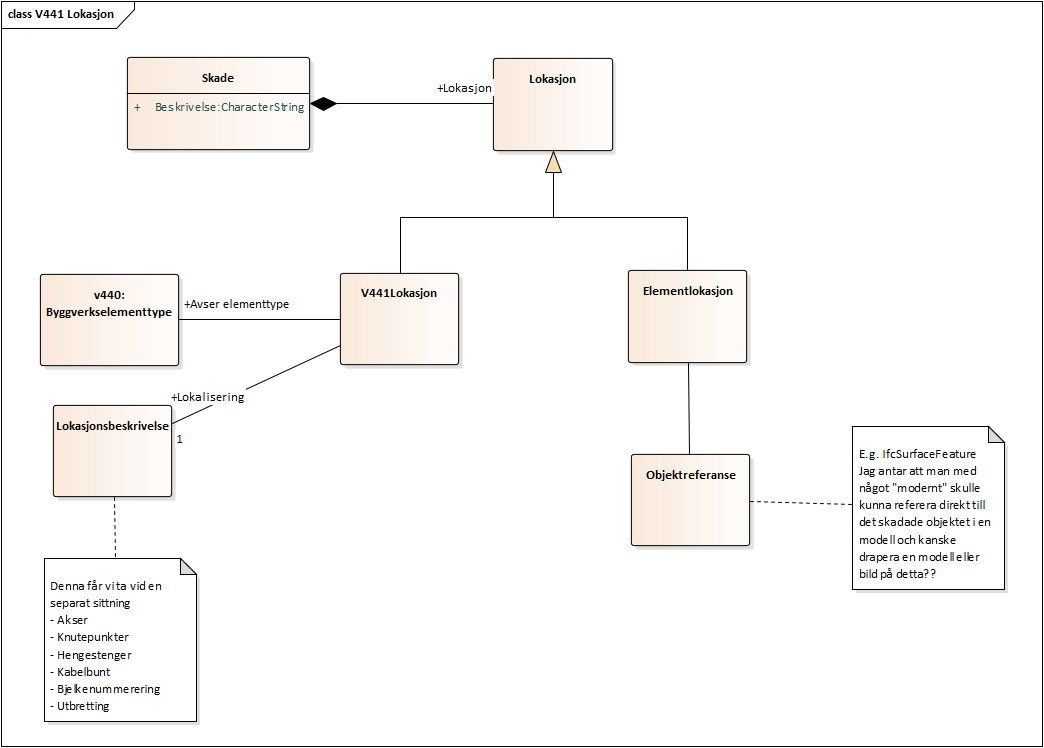 class V441 Lokasjon
Skade
+ Beskrivelse:CharacterString
+Lokasjon
Lokasjon
v440:
Byggverkselementtype
+Avser elementtype
V441Lokasjon
Elementlokasjon
+Lokalisering
1
Lokasjonsbeskrivelse
Objektreferanse
E.g. IfcSurfaceFeature
Jag antar att man med
något "modernt" skulle
kunna referera direkt till
det skadade objektet i en
modell och kanske
drapera en modell eller
bild på detta??
Denna får vi ta vid en
separat sittning
- Akser
- Knutepunkter
- Hengestenger
- Kabelbunt
- Bjelkenummerering
- Utbretting